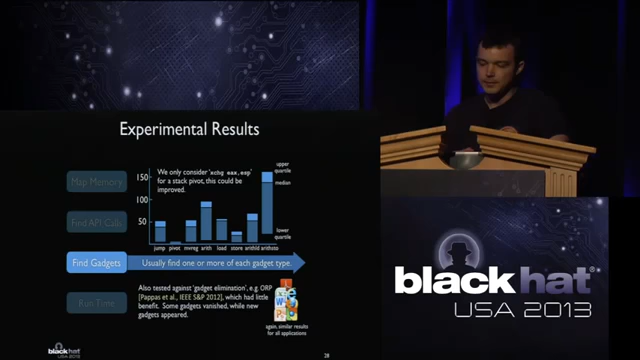 Experimental Results
We only consider 'xchg eax,esp'
for a stack pivot, this could be
improved.
150
100
50
upper
quartile
median
lower
quartile
jump
pivot
mvreg
arith
load
store
arithld
arithsto
Map Memory
Find API Calls
Find Gadgets
Usually find one or more of each gadget type.
Run Time
Also tested against 'gadget elimination', e.g. ORP
[Pappas et al., IEEE S&P 2012], which had little
benefit. Some gadgets vanished, while new
gadgets appeared.
again, similar results
for all applications
black hat
USA 2013
28
black hat®
USA 2013